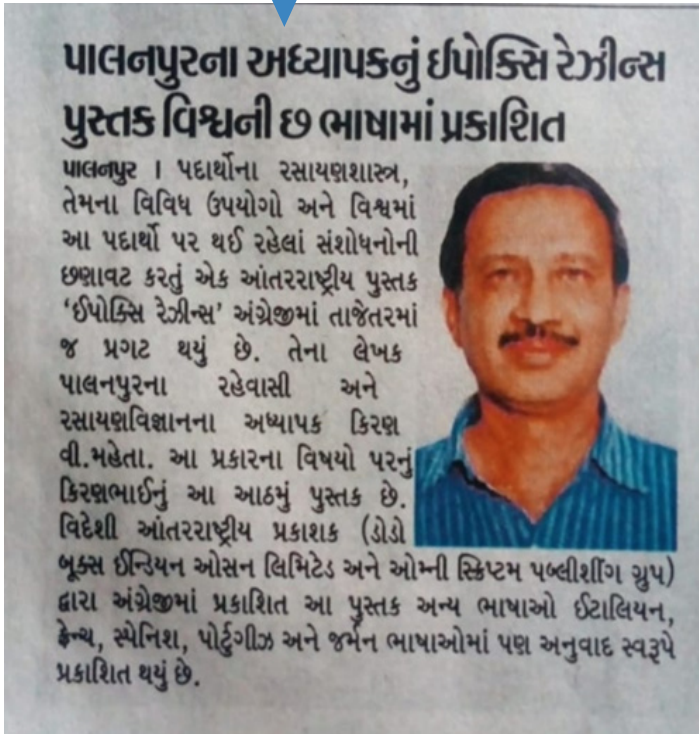 પાલનપુરના અધ્યાપકનું ઈપોક્સિ રેઝીન્સ
પુસ્તક વિશ્વની છ ભાષામાં પ્રકાશિત
પાલનપુર । પદાર્થોના રસાયણશાસ્ત્ર,
તેમના વિવિધ ઉપયોગો અને વિશ્વમાં
આ પદાર્થો પર થઈ રહેલાં સંશોધનોની
છણાવટ કરતું એક આંતરરાષ્ટ્રીય પુસ્તક
‘ઈપોક્સિ રેઝીન્સ’ અંગ્રેજીમાં તાજેતરમાં
જ પ્રગટ થયું છે. તેના લેખક
પાલનપુરના રહેવાસી અને
રસાયણવિજ્ઞાનના અધ્યાપક કિરણ
વી.મહેતા. આ પ્રકારના વિષયો પરનું
કિરણભાઈનું આ આઠમું પુસ્તક છે.
વિદેશી આંતરરાષ્ટ્રીય પ્રકાશક (ડોડો
બૂક્સ ઈન્ડિયન ઓસન લિમિટેડ અને ઓમ્ની સ્ક્રિપ્ટમ પબ્લીશીંગ ગ્રુપ)
દ્વારા અંગ્રેજીમાં પ્રકાશિત આ પુસ્તક અન્ય ભાષાઓ ઈટાલિયન,
ફ્રેન્ચ, સ્પેનિશ, પોર્ટુગીઝ અને જર્મન ભાષાઓમાં પણ અનુવાદ સ્વરૂપે
પ્રકાશિત થયું છે.